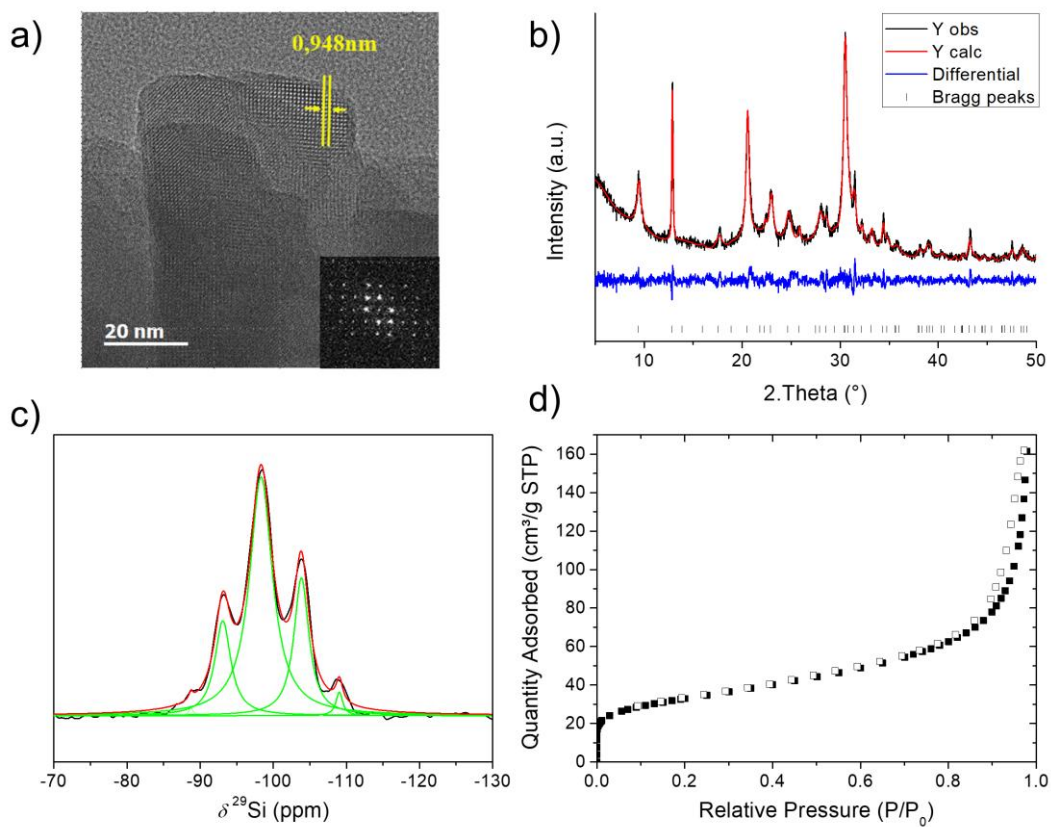 a)
0,948nm
20 nm
b)
Y obs
Y calc
Differential
Bragg peaks
Intensity (a.u.)
10
20
30
40
50
2.Theta (°)
c)
-70
-80
-90
-100
-110
-120
-130
δ ²⁹Si (ppm)
d)
Quantity Adsorbed (cm³/g STP)
160
140
120
100
80
60
40
20
0
0.0
0.2
0.4
0.6
0.8
1.0
Relative Pressure (P/P₀)